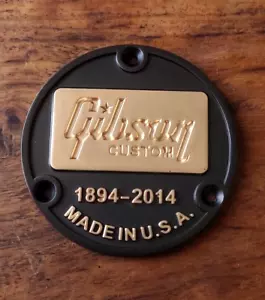 Gibson
CUSTOM
1894-2014
MADE IN U.S.A.